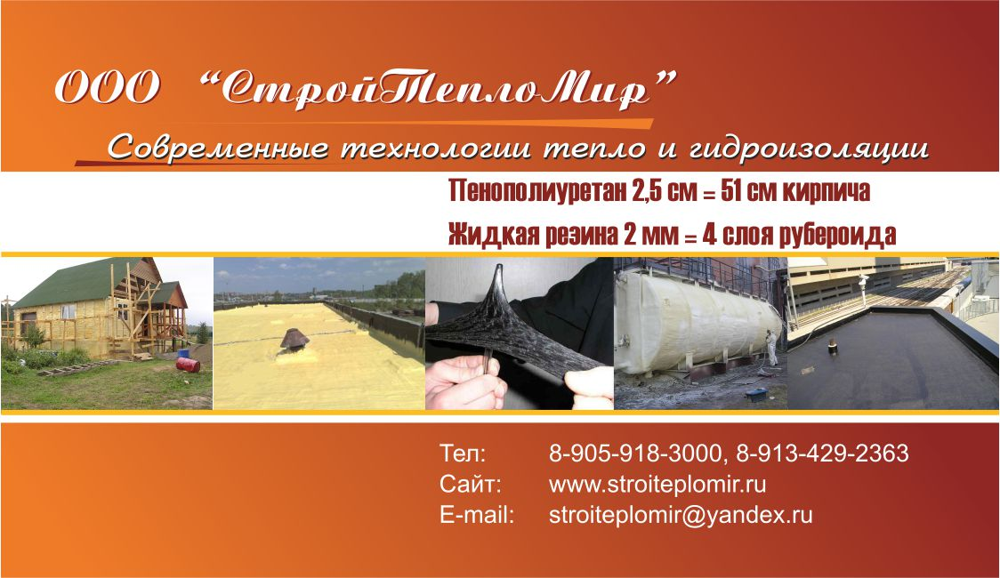 ООО “СтройТеплоМир”
Современные технологии тепло и гидроизоляции
Пенополиуретан 2,5 см = 51 см кирпича
Жидкая резина 2 мм = 4 слоя рубероида
Тел: 8-905-918-3000, 8-913-429-2363
Сайт: www.stroiteplomir.ru
E-mail: stroiteplomir@yandex.ru